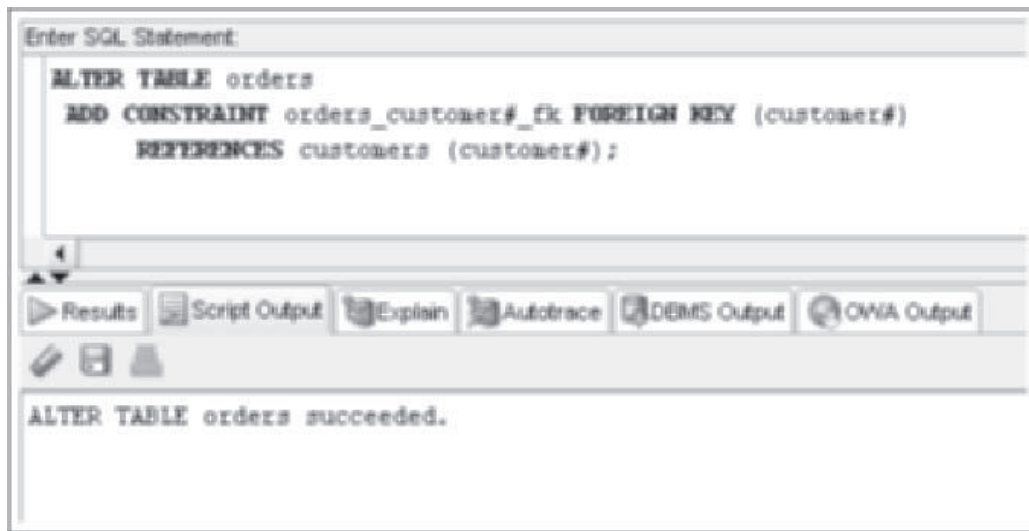 Enter SQL Statement:
ALTER TABLE orders
ADD CONSTRAINT orders_customer#_fk FOREIGN KEY (customer#)
REFERENCES customers (customer#);
Results Script Output Explain Autotrace DBMS Output OWA Output
ALTER TABLE orders succeeded.